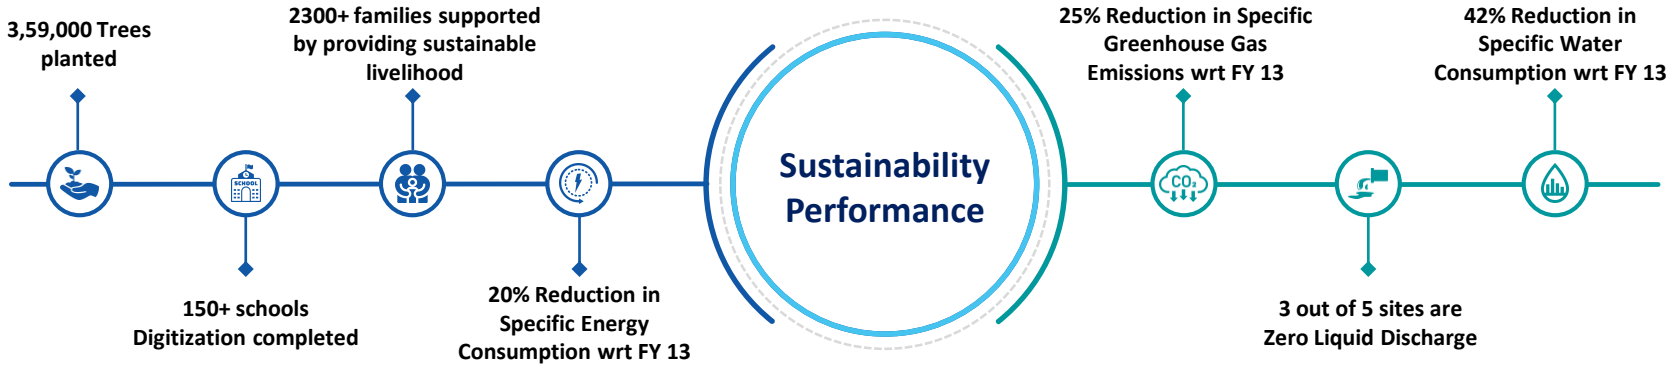 3,59,000 Trees
planted
150+ schools
Digitization completed
SCHOOL
2300+ families supported
by providing sustainable
livelihood
20% Reduction in
Specific Energy
Consumption wrt FY 13
Sustainability
Performance
25% Reduction in Specific
Greenhouse Gas
Emissions wrt FY 13
CO₂
3 out of 5 sites are
Zero Liquid Discharge
42% Reduction in
Specific Water
Consumption wrt FY 13